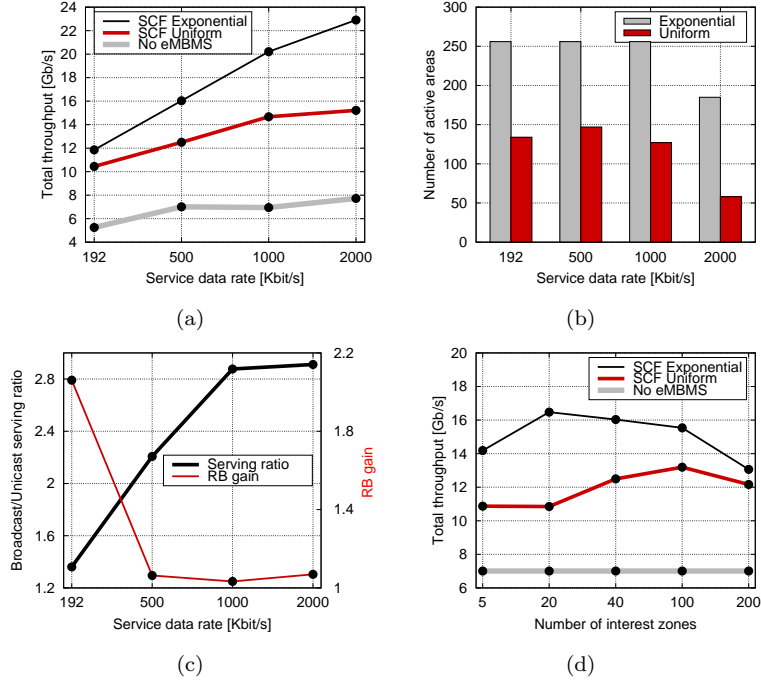 24
22
20
18
16
14
12
10
8
6
4
Total throughput [Gb/s]
SCF Exponential
SCF Uniform
No eMBMS
192 500 1000 2000
Service data rate [Kbit/s]
(a)
300
250
200
150
100
50
0
Number of active areas
Exponential
Uniform
192 500 1000 2000
Service data rate [Kbit/s]
(b)
2.8
2.4
2
1.6
1.2
Broadcast/Unicast serving ratio
Serving ratio
RB gain
2.2
1.8
1.4
1
RB gain
192 500 1000 2000
Service data rate [Kbit/s]
(c)
20
18
16
14
12
10
8
6
Total throughput [Gb/s]
SCF Exponential
SCF Uniform
No eMBMS
5 20 40 100 200
Number of interest zones
(d)